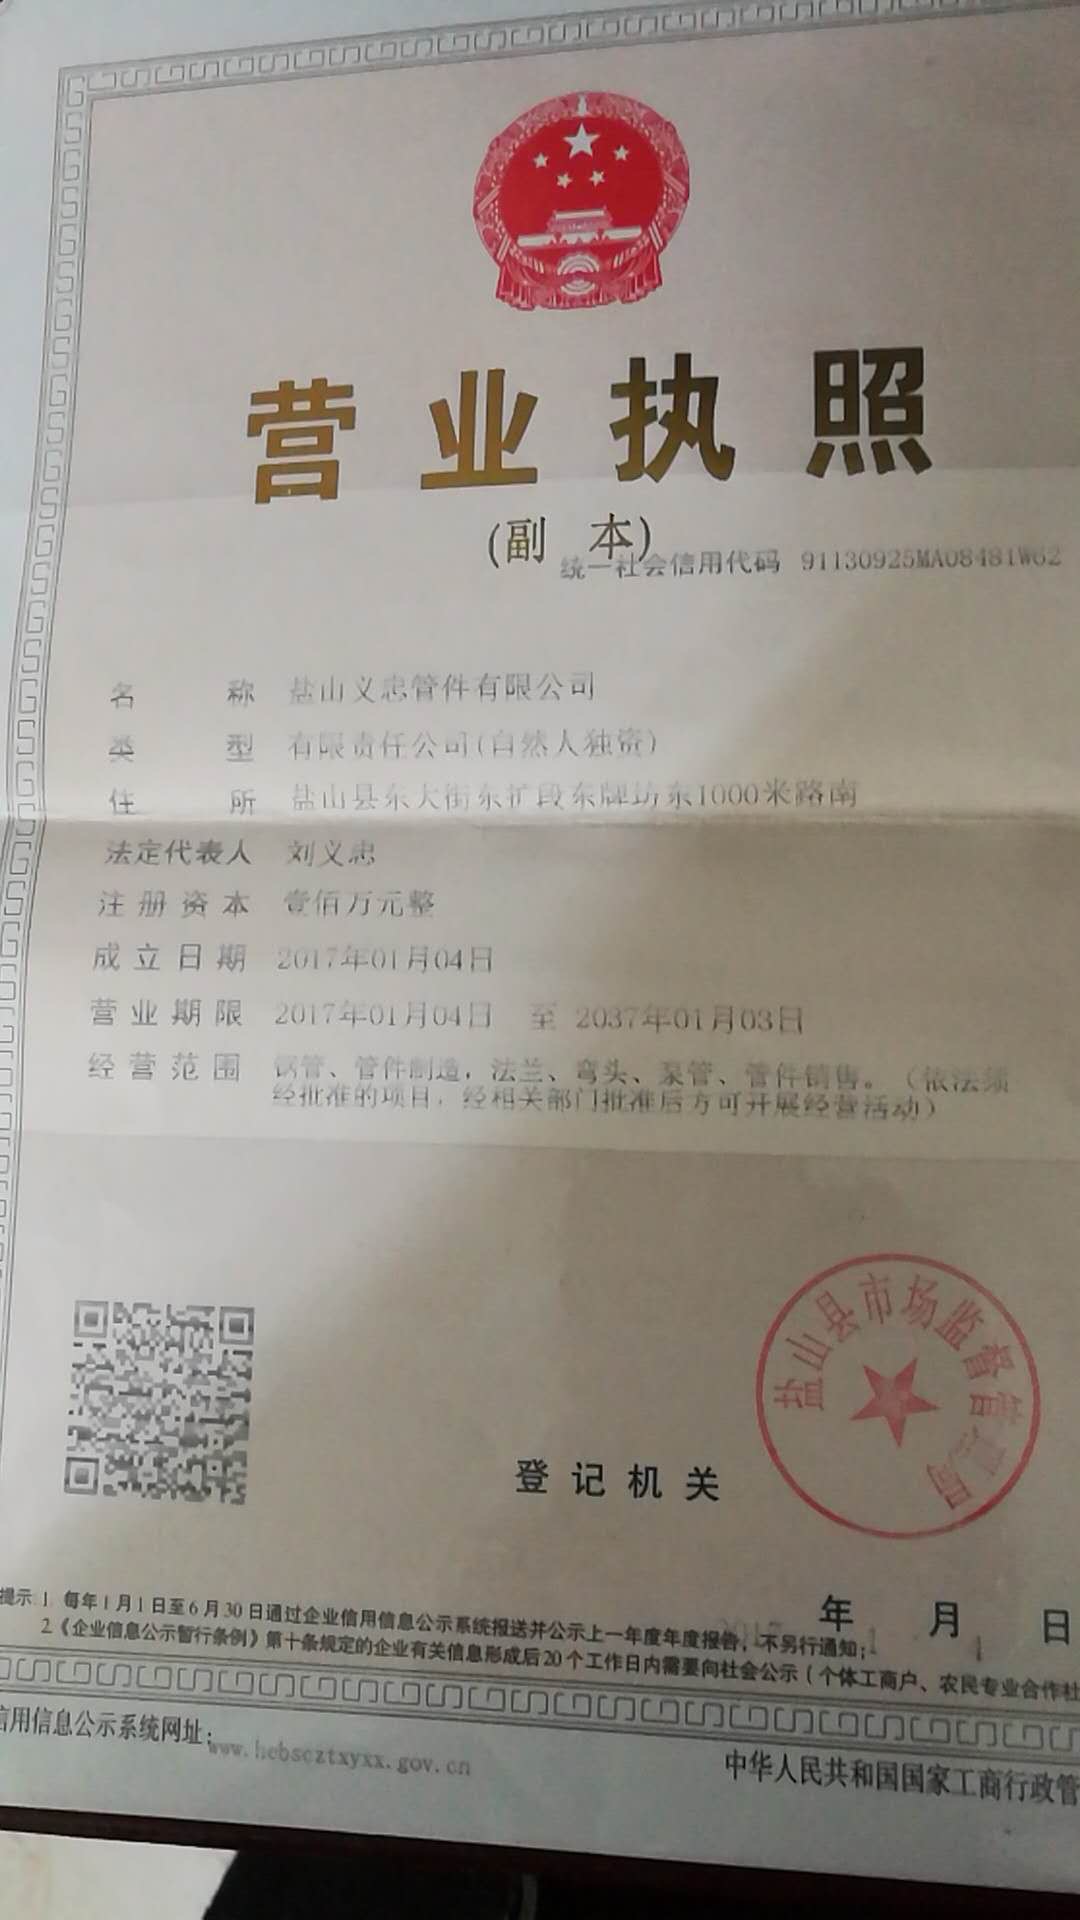 营业执照
(副 本)
统一社会信用代码 91130925MA08481W62
名 称 盐山义忠管件有限公司
类 型 有限责任公司(自然人独资)
住 所 盐山县东大街东扩段东牌坊东1000米路南
法定代表人 刘义忠
注册资本 壹佰万元整
成立日期 2017年01月04日
营业期限 2017年01月04日 至 2037年01月03日
经营范围 钢管、管件制造，法兰、弯头、泵管、管件销售。（依法须
经批准的项目，经相关部门批准后方可开展经营活动）
盐山县市场监督管理局
登记机关
年 月 日
提示:1. 每年1月1日至6月30日通过企业信用信息公示系统报送并公示上一年度年度报告，不另行通知；
2.《企业信息公示暂行条例》第十条规定的企业有关信息形成后20个工作日内需要向社会公示（个体工商户、农民专业合作社
信用信息公示系统网址：www.hebscztxyxx.gov.cn
中华人民共和国国家工商行政管